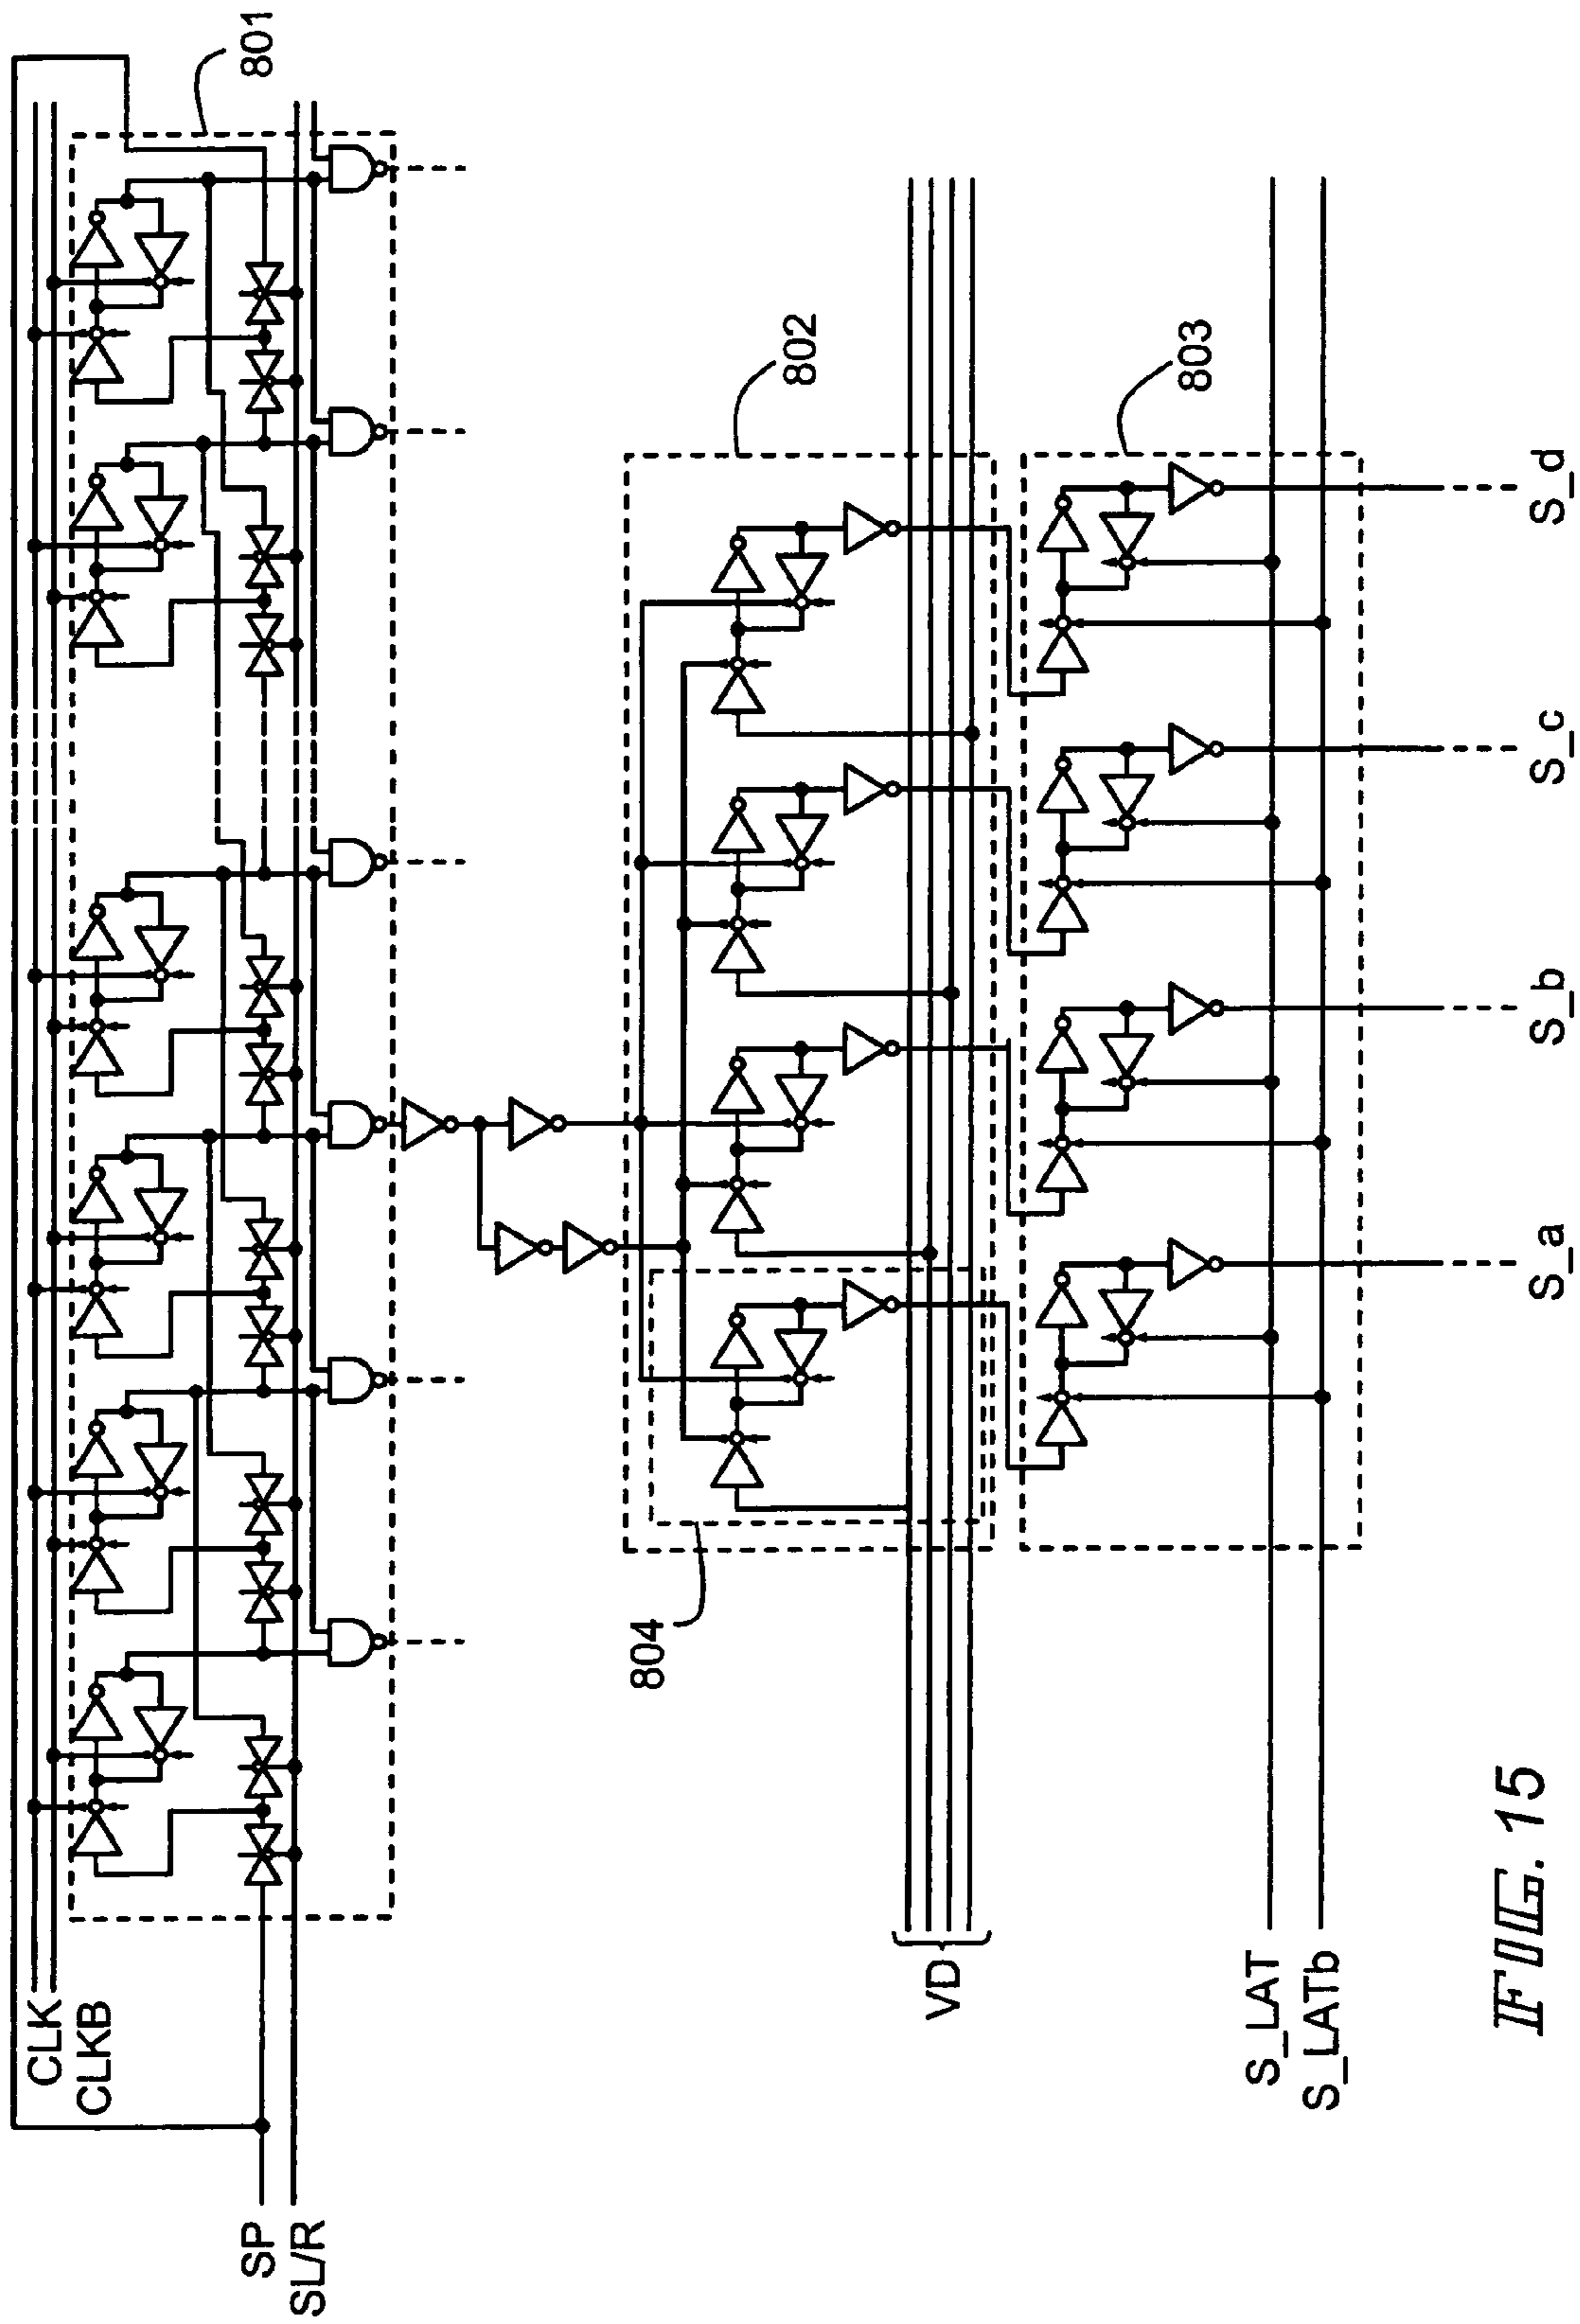 CLK
CLKB
SP
SL/R
801
802
804
VD
803
S_LAT
S_LATb
S_a
S_b
S_c
S_d
FIG. 15